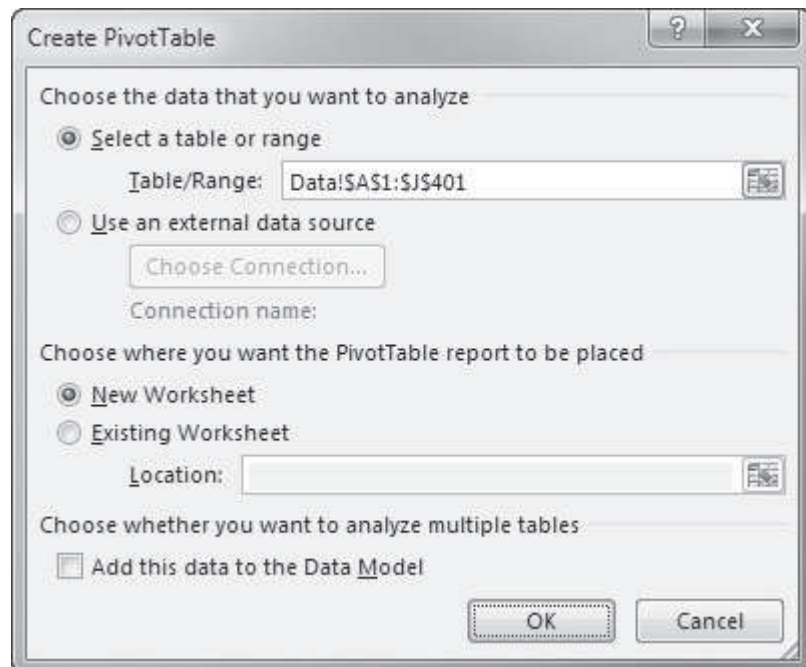 Create PivotTable
?
Choose the data that you want to analyze
Select a table or range
Table/Range: Data!$A$1:$J$401
Use an external data source
Choose Connection...
Connection name:
Choose where you want the PivotTable report to be placed
New Worksheet
Existing Worksheet
Location:
Choose whether you want to analyze multiple tables
Add this data to the Data Model
OK Cancel